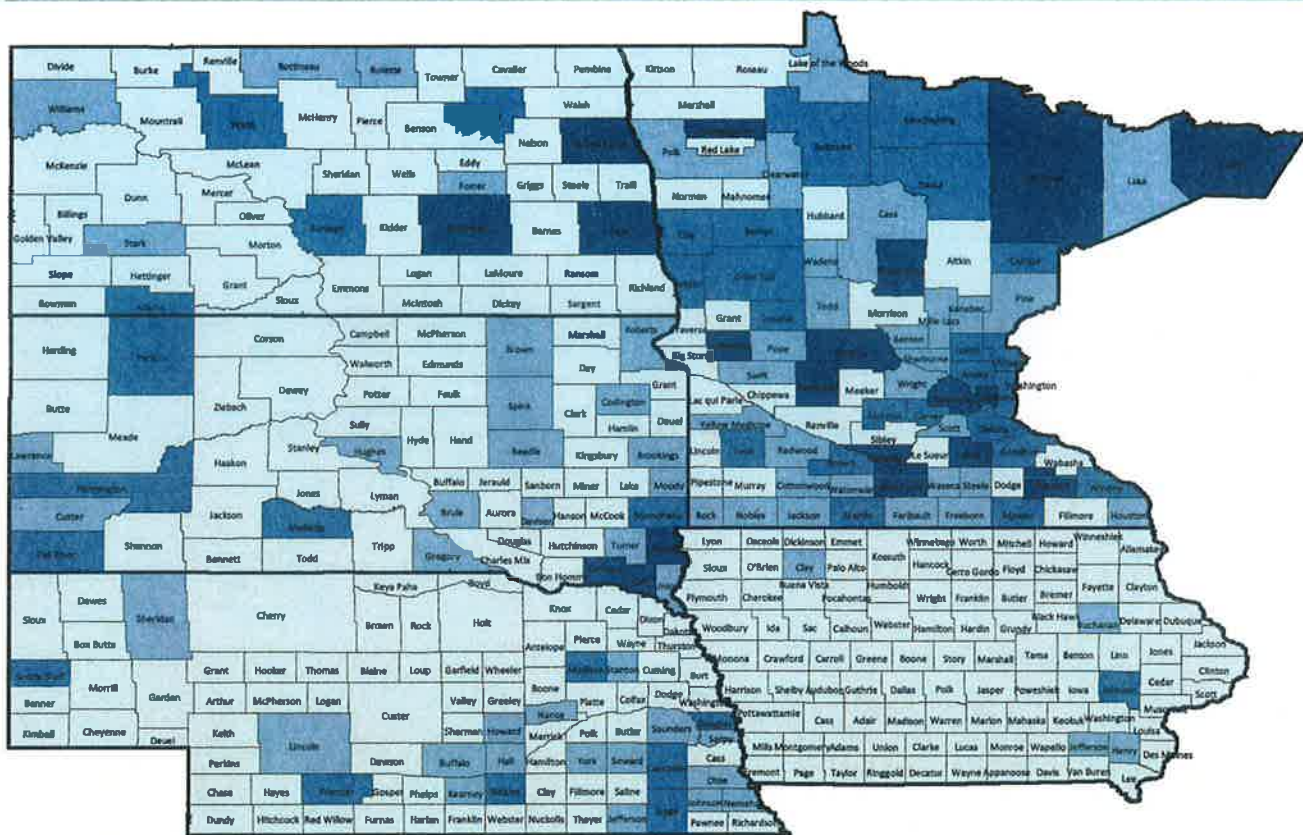 Divide Burke Renville Bottineau Rolette Towner Cavalier Pembina Kittson Roseau Lake of the Woods
Williams Mountrail McHenry Pierce Benson Walsh Marshall
McKenzie McLean Sheridan Wells Eddy Nelson Polk Red Lake
Dunn Mercer Foster Griggs Steele Traill Norman Mahnomen Clearwater Lake
Billings Oliver Kidder Barnes Hubbard Cass
Golden Valley Stark Morton Aitkin
Slope Hettinger Grant Emmons Logan LaMoure Ransom Richland Wadena
Bowman Sioux McIntosh Dickey Sargent Grant Todd Morrison Kanabec Pine
Harding Corson Campbell McPherson Brown Marshall Roberts Traverse Mille Lacs
Walworth Edmunds Day Big Stone Pope Benton Sherburne
Butte Ziebach Dewey Potter Faulk Spink Clark Codington Grant Swift Meeker Wright Washington
Meade Sully Hamlin Deuel Lac qui Parle Chippewa
Lawrence Haakon Stanley Hughes Hyde Hand Beadle Kingsbury Brookings Yellow Medicine Renville Sibley Scott
Lincoln Redwood Le Sueur Wabasha
Jones Lyman Buffalo Jerauld Sanborn Miner Lake Moody Pipestone Murray Cottonwood Watonwan Waseca Steele Dodge
Custer Jackson Brule Aurora Hanson McCook Rock Nobles Jackson Faribault Freeborn Fillmore Houston
Shannon Bennett Todd Tripp Gregory Douglas Charles Mix Hutchinson Turner Bon Homme
Lyon Osceola Dickinson Emmet Kossuth Winnebago Worth Mitchell Howard Winneshiek Allamakee
Sioux O'Brien Clay Palo Alto Hancock Cerro Gordo Floyd Chickasaw
Plymouth Cherokee Buena Vista Pocahontas Humboldt Wright Franklin Butler Bremer Fayette Clayton
Sioux Dawes Sheridan Cherry Keya Paha Boyd Brown Rock Holt Knox Cedar Dixon Dakota
Woodbury Ida Sac Calhoun Webster Hamilton Hardin Grundy Black Hawk Buchanan Delaware Dubuque
Box Butte Antelope Pierce Wayne Thurston
Monona Crawford Carroll Greene Boone Story Marshall Tama Benton Linn Jones Jackson
Morrill Garden Grant Hooker Thomas Blaine Loup Garfield Wheeler Boone Stanton Cuming Burt
Harrison Shelby Audubon Guthrie Dallas Polk Jasper Poweshiek Iowa Cedar Clinton Scott
Banner Arthur McPherson Logan Custer Valley Greeley Nance Platte Colfax Dodge Washington
Pottawattamie Cass Adair Madison Warren Marion Mahaska Keokuk Washington Louisa
Kimball Cheyenne Deuel Keith Lincoln Sherman Howard Merrick Polk Butler Saunders Sarpy
Mills Montgomery Adams Union Clarke Lucas Monroe Wapello Jefferson Henry Des Moines
Perkins Dawson Buffalo Hall Hamilton York Seward Cass
Fremont Page Taylor Ringgold Decatur Wayne Appanoose Davis Van Buren Lee
Chase Hayes Gosper Phelps Kearney Clay Fillmore Saline Otoe
Dundy Hitchcock Red Willow Furnas Harlan Franklin Webster Nuckolls Thayer Jefferson Pawnee Richardson